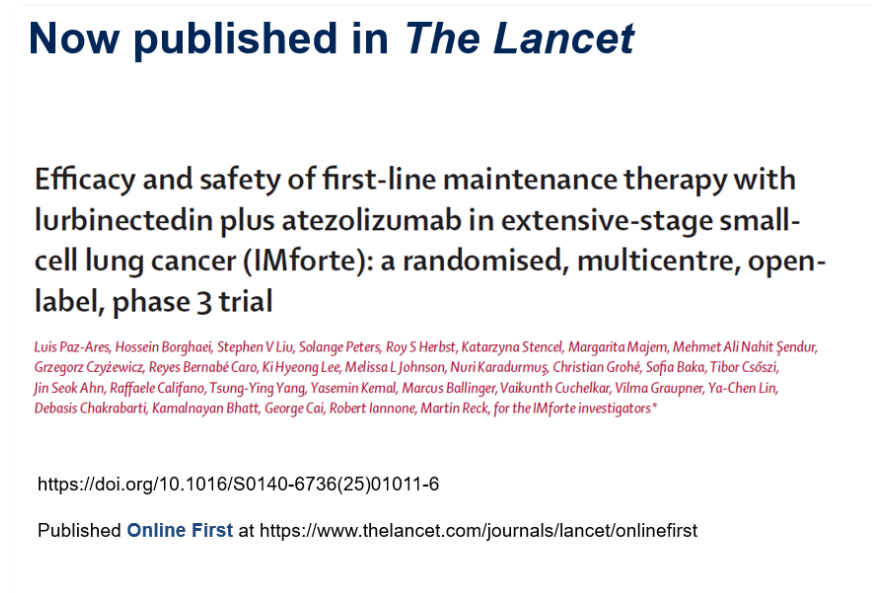 Now published in The Lancet
Efficacy and safety of first-line maintenance therapy with
lurbinectedin plus atezolizumab in extensive-stage small-
cell lung cancer (IMforte): a randomised, multicentre, open-
label, phase 3 trial
Luis Paz-Ares, Hossein Borghaei, Stephen V Liu, Solange Peters, Roy S Herbst, Katarzyna Stencel, Margarita Majem, Mehmet Ali Nahit Şendur,
Grzegorz Czyżewicz, Reyes Bernabé Caro, Ki Hyeong Lee, Melissa L Johnson, Nuri Karadurmuş, Christian Grohé, Sofia Baka, Tibor Csőszi,
Jin Seok Ahn, Raffaele Califano, Tsung-Ying Yang, Yasemin Kemal, Marcus Ballinger, Vaikunth Cuchelkar, Vilma Graupner, Ya-Chen Lin,
Debasis Chakrabarti, Kamalnayan Bhatt, George Cai, Robert Iannone, Martin Reck, for the IMforte investigators*
https://doi.org/10.1016/S0140-6736(25)01011-6
Published Online First at https://www.thelancet.com/journals/lancet/onlinefirst